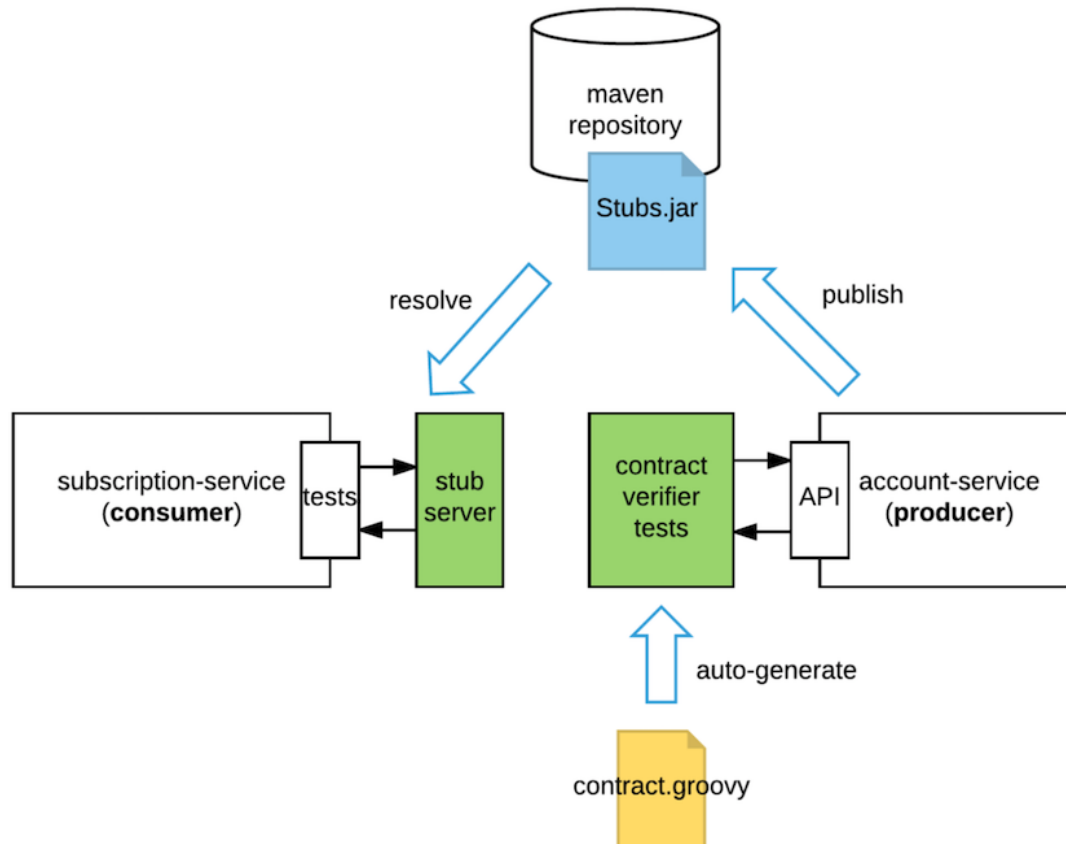 maven
repository
Stubs.jar
resolve
publish
subscription-service
(consumer)
tests
stub
server
contract
verifier
tests
API
account-service
(producer)
auto-generate
contract.groovy